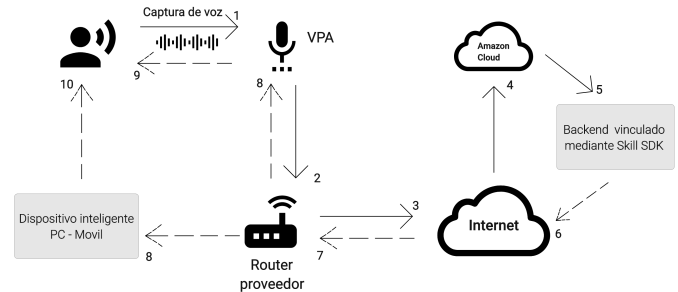 Captura de voz
1
VPA
Amazon
Cloud
9
10
8
4
5
Backend vinculado
mediante Skill SDK
2
Dispositivo inteligente
PC - Movil
3
Internet
6
8
7
Router
proveedor